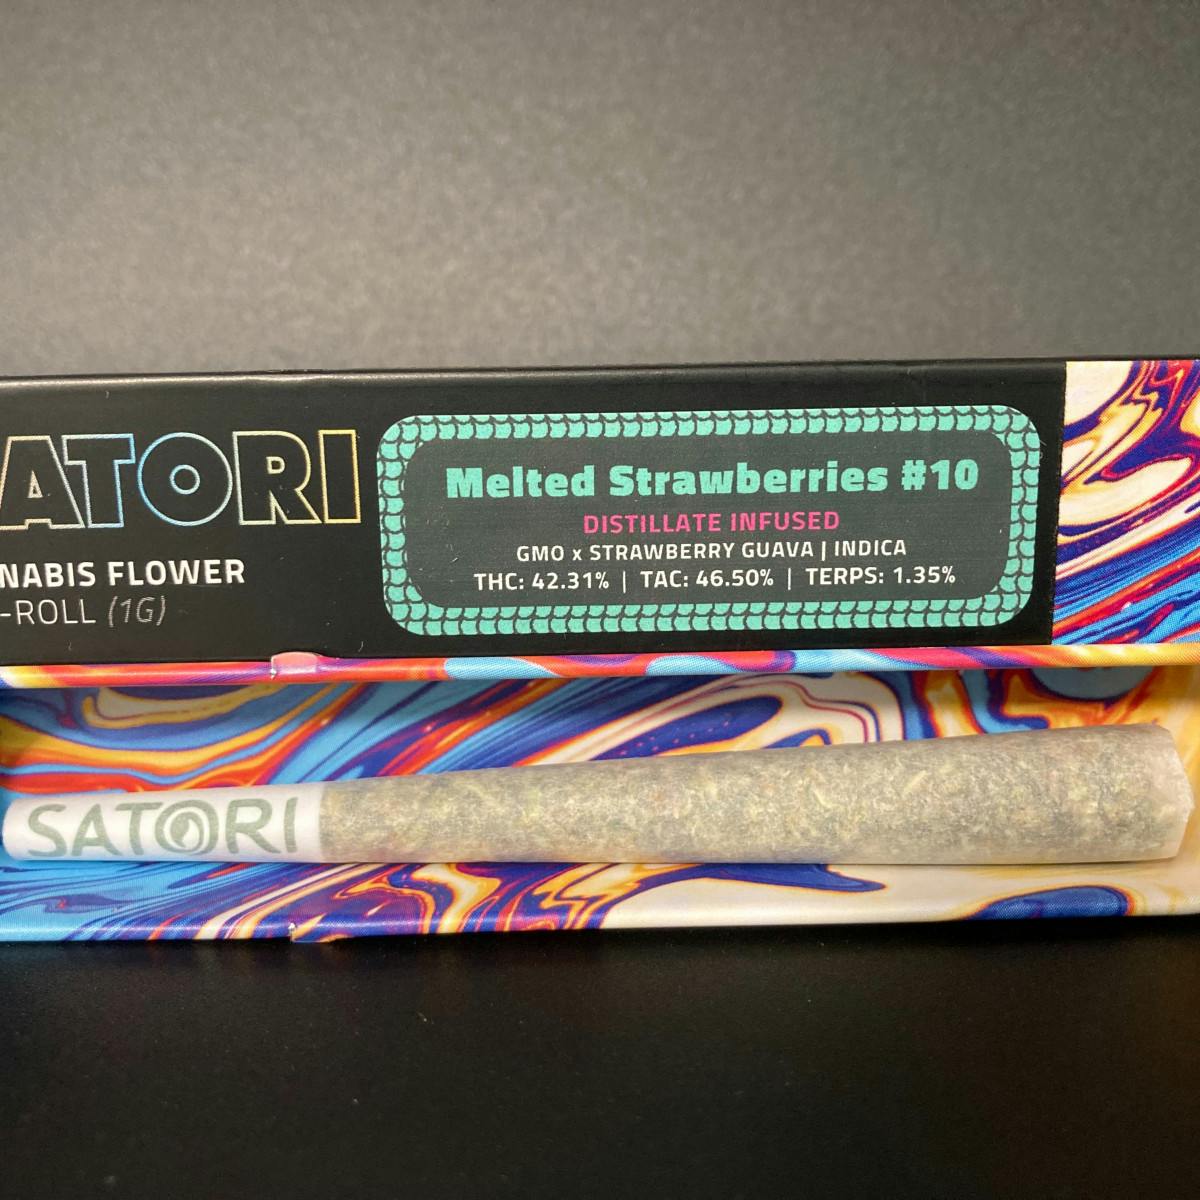 ATORI
NABIS FLOWER
-ROLL (1G)
Melted Strawberries #10
DISTILLATE INFUSED
GMO x STRAWBERRY GUAVA | INDICA
THC: 42.31% | TAC: 46.50% | TERPS: 1.35%
SATORI